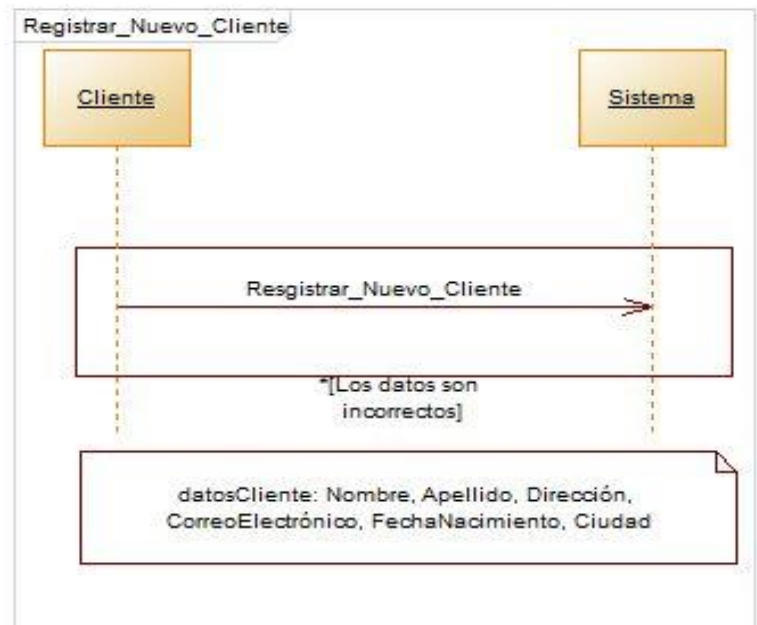 Registrar_Nuevo_Cliente
Cliente
Sistema
Resgistrar_Nuevo_Cliente
*[Los datos son
incorrectos]
datosCliente: Nombre, Apellido, Dirección,
CorreoElectrónico, FechaNacimiento, Ciudad